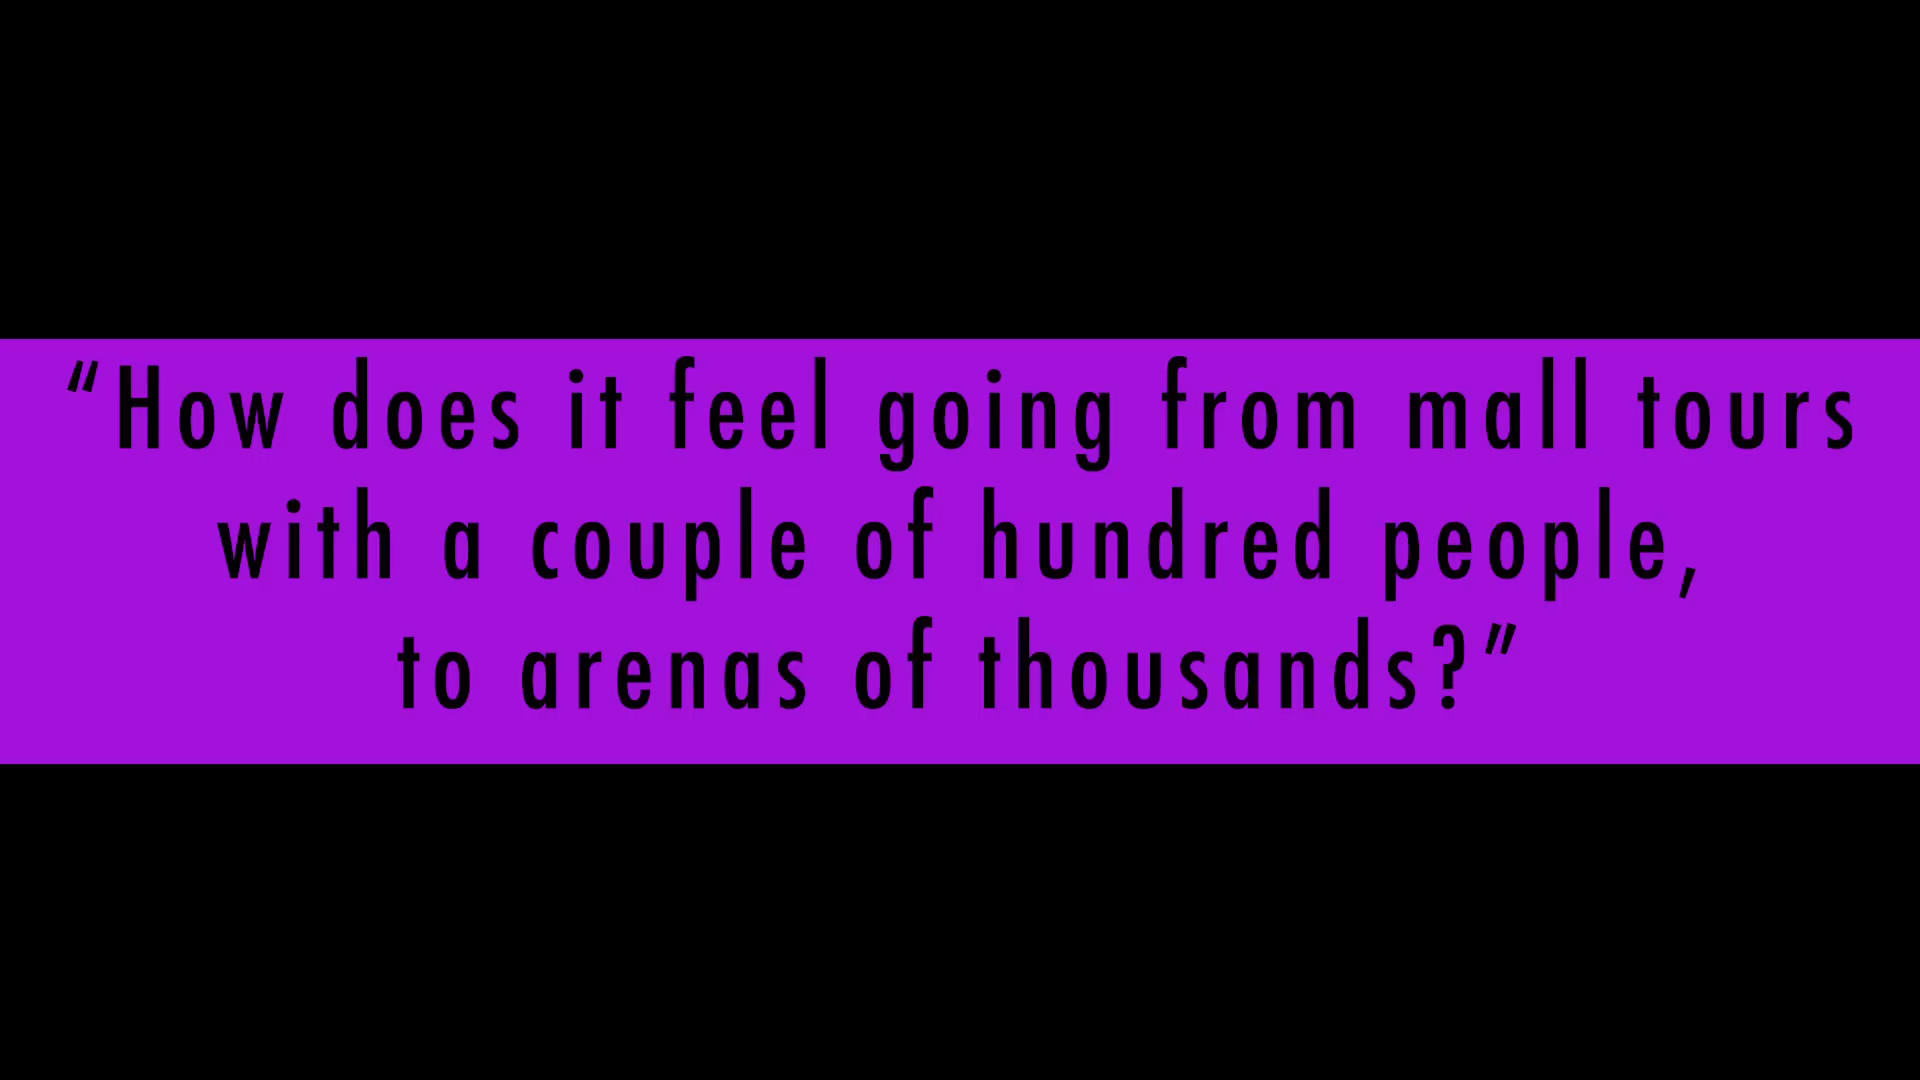 “How does it feel going from mall tours
with a couple of hundred people,
to arenas of thousands?”